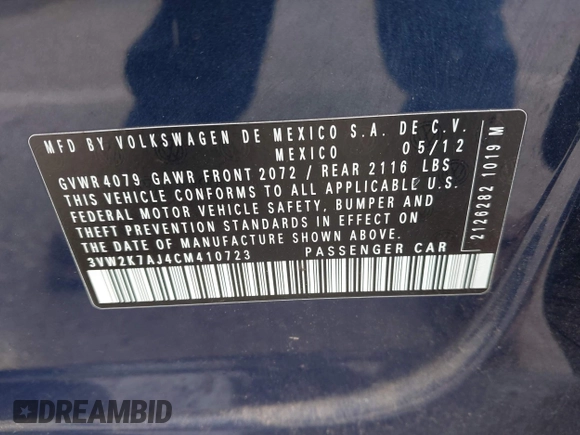 MFD BY VOLKSWAGEN DE MEXICO S.A. DE C.V.
MEXICO 05/12
GVWR 4079 GAWR FRONT 2072 / REAR 2116 LBS
THIS VEHICLE CONFORMS TO ALL APPLICABLE U.S.
FEDERAL MOTOR VEHICLE SAFETY, BUMPER AND
THEFT PREVENTION STANDARDS IN EFFECT ON
THE DATE OF MANUFACTURE SHOWN ABOVE.
3VW2K7AJ4CM410723 PASSENGER CAR
2126282 1019 M
DREAMBID